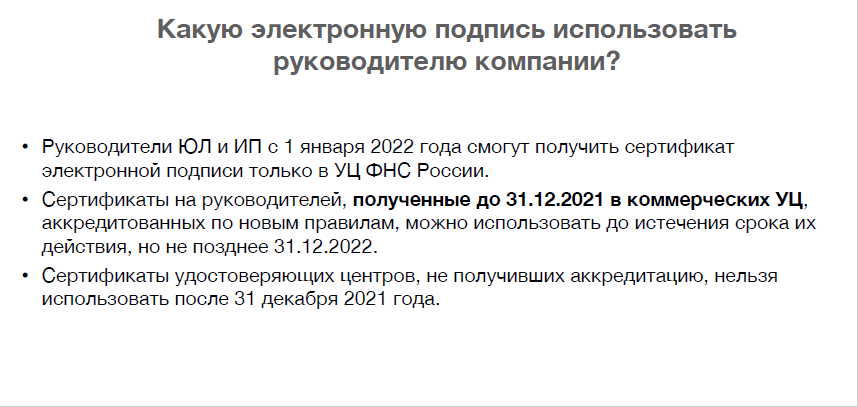 Какую электронную подпись использовать
руководителю компании?
• Руководители ЮЛ и ИП с 1 января 2022 года смогут получить сертификат
электронной подписи только в УЦ ФНС России.
• Сертификаты на руководителей, полученные до 31.12.2021 в коммерческих УЦ,
аккредитованных по новым правилам, можно использовать до истечения срока их
действия, но не позднее 31.12.2022.
• Сертификаты удостоверяющих центров, не получивших аккредитацию, нельзя
использовать после 31 декабря 2021 года.